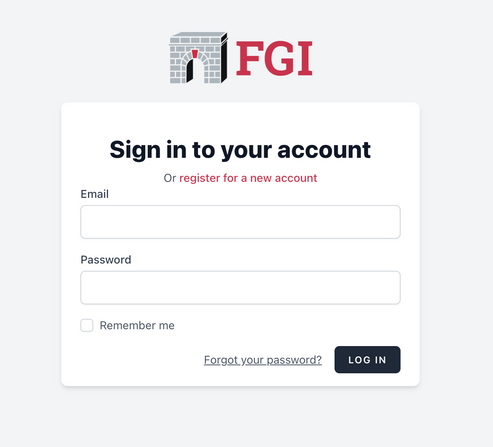 FGI
Sign in to your account
Or register for a new account
Email
Password
Remember me
Forgot your password? LOG IN